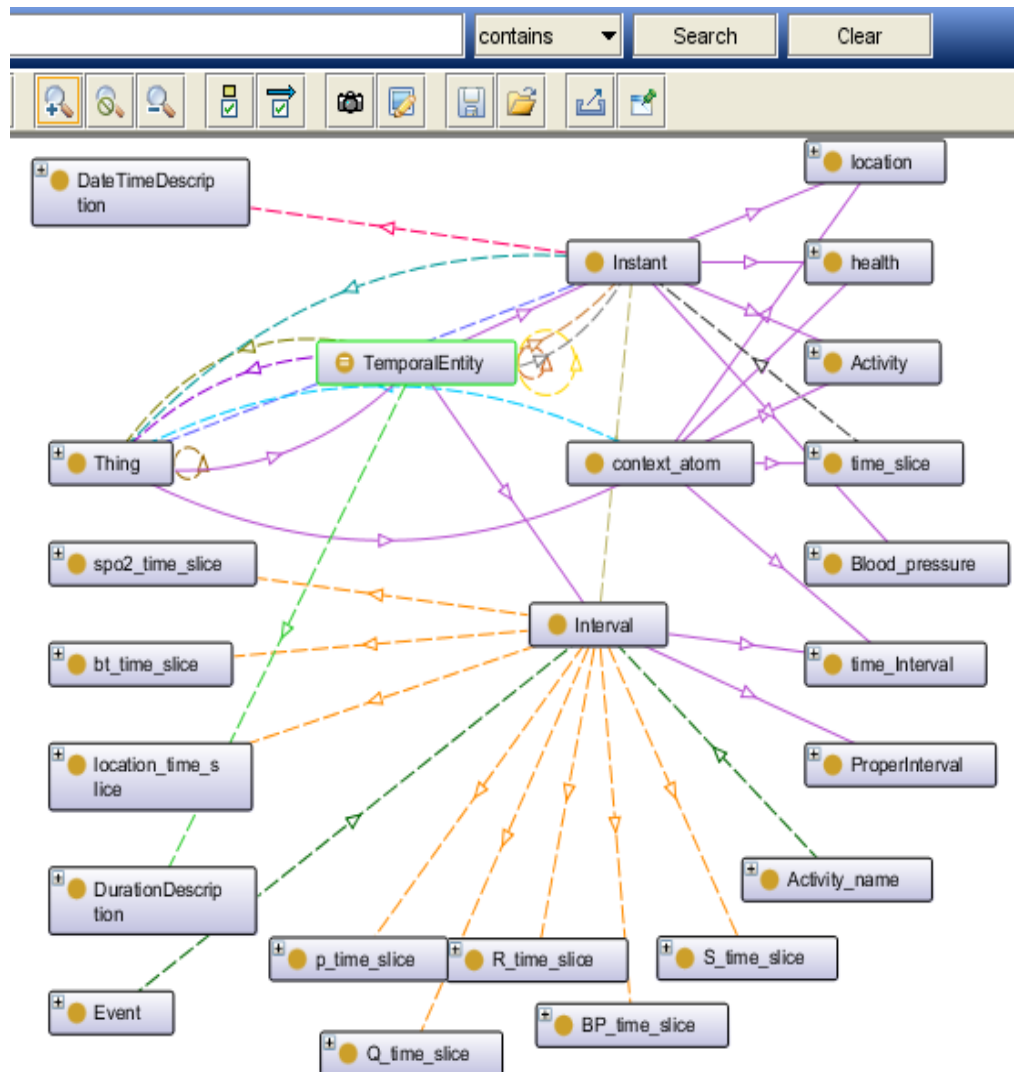 contains
Search
Clear
location
DateTimeDescrip
tion
Instant
health
TemporalEntity
Activity
Thing
context_atom
time_slice
spo2_time_slice
Blood_pressure
Interval
bt_time_slice
time_Interval
location_time_s
lice
ProperInterval
DurationDescrip
tion
Activity_name
p_time_slice
R_time_slice
S_time_slice
Event
BP_time_slice
Q_time_slice